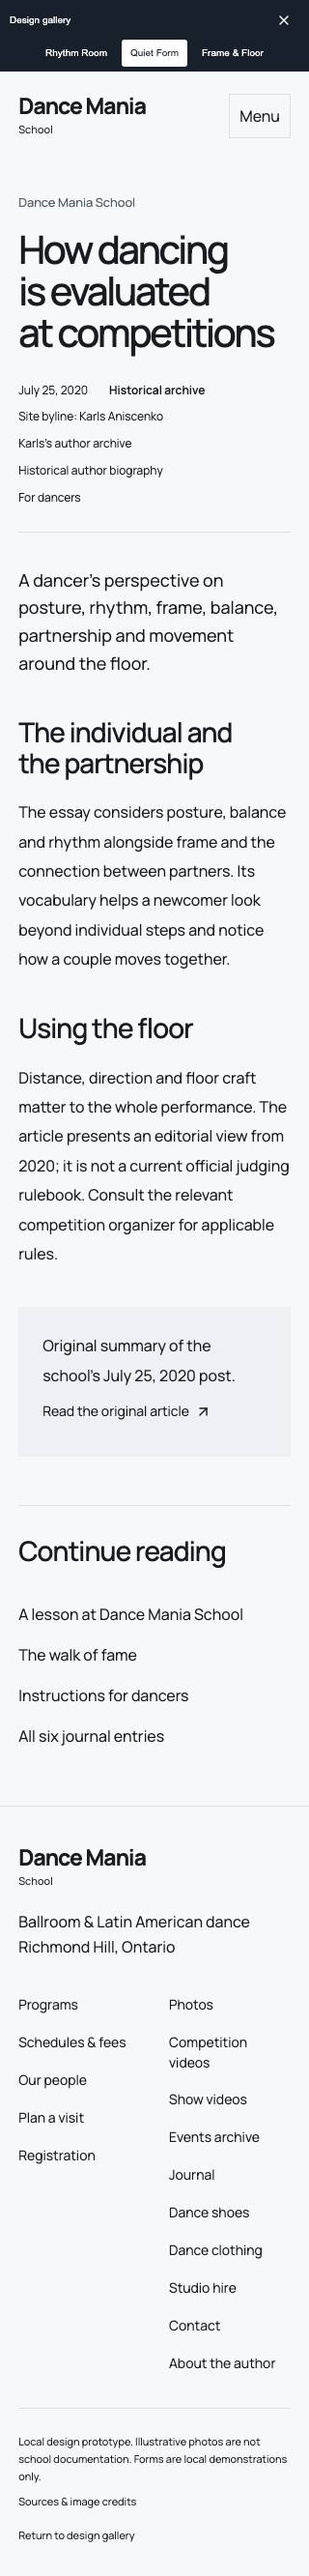 Design gallery
Rhythm Room
Quiet Form
Frame & Floor
Dance Mania
School
Menu
Dance Mania School
How dancing
is evaluated
at competitions
July 25, 2020
Historical archive
Site byline: Karls Aniscenko
Karls's author archive
Historical author biography
For dancers
A dancer's perspective on
posture, rhythm, frame, balance,
partnership and movement
around the floor.
The individual and
the partnership
The essay considers posture, balance
and rhythm alongside frame and the
connection between partners. Its
vocabulary helps a newcomer look
beyond individual steps and notice
how a couple moves together.
Using the floor
Distance, direction and floor craft
matter to the whole performance. The
article presents an editorial view from
2020; it is not a current official judging
rulebook. Consult the relevant
competition organizer for applicable
rules.
Original summary of the
school's July 25, 2020 post.
Read the original article
Continue reading
A lesson at Dance Mania School
The walk of fame
Instructions for dancers
All six journal entries
Dance Mania
School
Ballroom & Latin American dance
Richmond Hill, Ontario
Programs
Schedules & fees
Our people
Plan a visit
Registration
Photos
Competition
videos
Show videos
Events archive
Journal
Dance shoes
Dance clothing
Studio hire
Contact
About the author
Local design prototype. Illustrative photos are not
school documentation. Forms are local demonstrations
only.
Sources & image credits
Return to design gallery